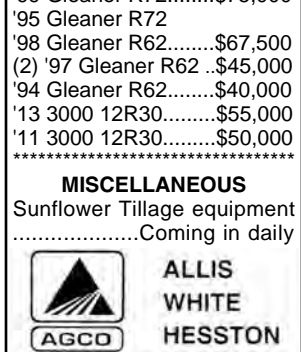 '95 Gleaner R72
'98 Gleaner R62........$67,500
(2) '97 Gleaner R62 ..$45,000
'94 Gleaner R62........$40,000
'13 3000 12R30.........$55,000
'11 3000 12R30.........$50,000
***********************************
MISCELLANEOUS
Sunflower Tillage equipment
...................Coming in daily
ALLIS
WHITE
HESSTON
AGCO